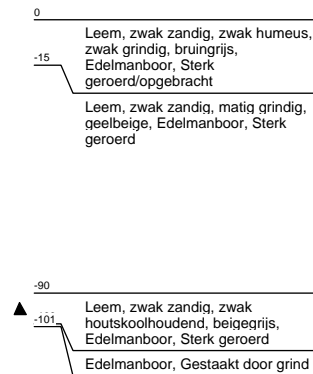 0
Leem, zwak zandig, zwak humeus,
zwak grindig, bruingrijs,
Edelmanboor, Sterk
geroerd/opgebracht
-15
Leem, zwak zandig, matig grindig,
geelbeige, Edelmanboor, Sterk
geroerd
-90
Leem, zwak zandig, zwak
houtskoolhoudend, beigegrijs,
Edelmanboor, Sterk geroerd
-101
Edelmanboor, Gestaakt door grind